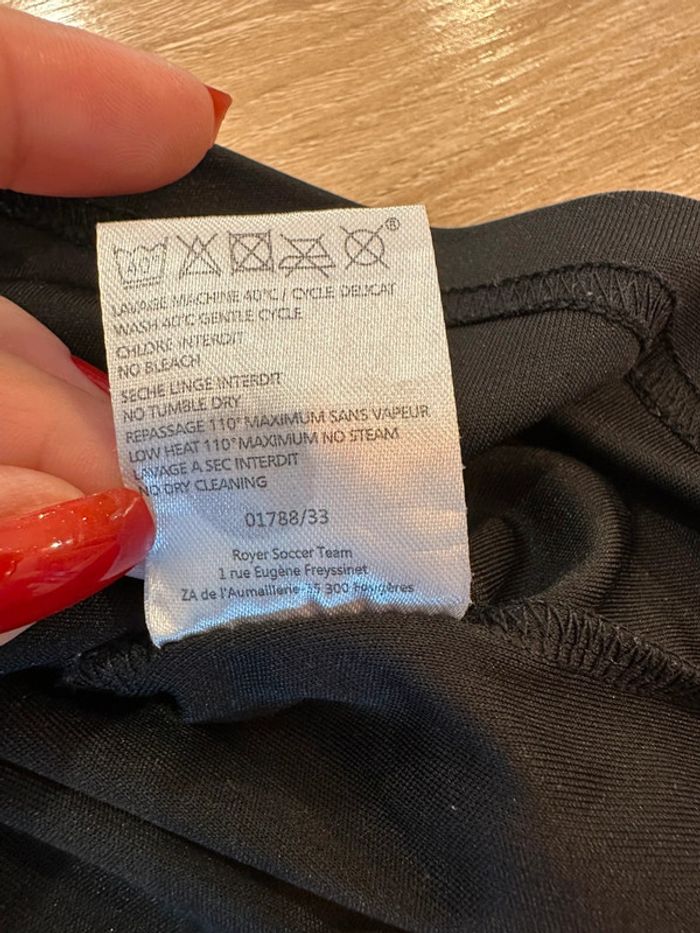 40
®
LAVAGE MACHINE 40°C / CYCLE DELICAT
WASH 40°C GENTLE CYCLE
CHLORE INTERDIT
NO BLEACH
SECHE LINGE INTERDIT
NO TUMBLE DRY
REPASSAGE 110° MAXIMUM SANS VAPEUR
LOW HEAT 110° MAXIMUM NO STEAM
LAVAGE A SEC INTERDIT
NO DRY CLEANING
01788/33
Royer Soccer Team
1 rue Eugène Freyssinet
ZA de l'Aumaillerie 35 300 Fougères